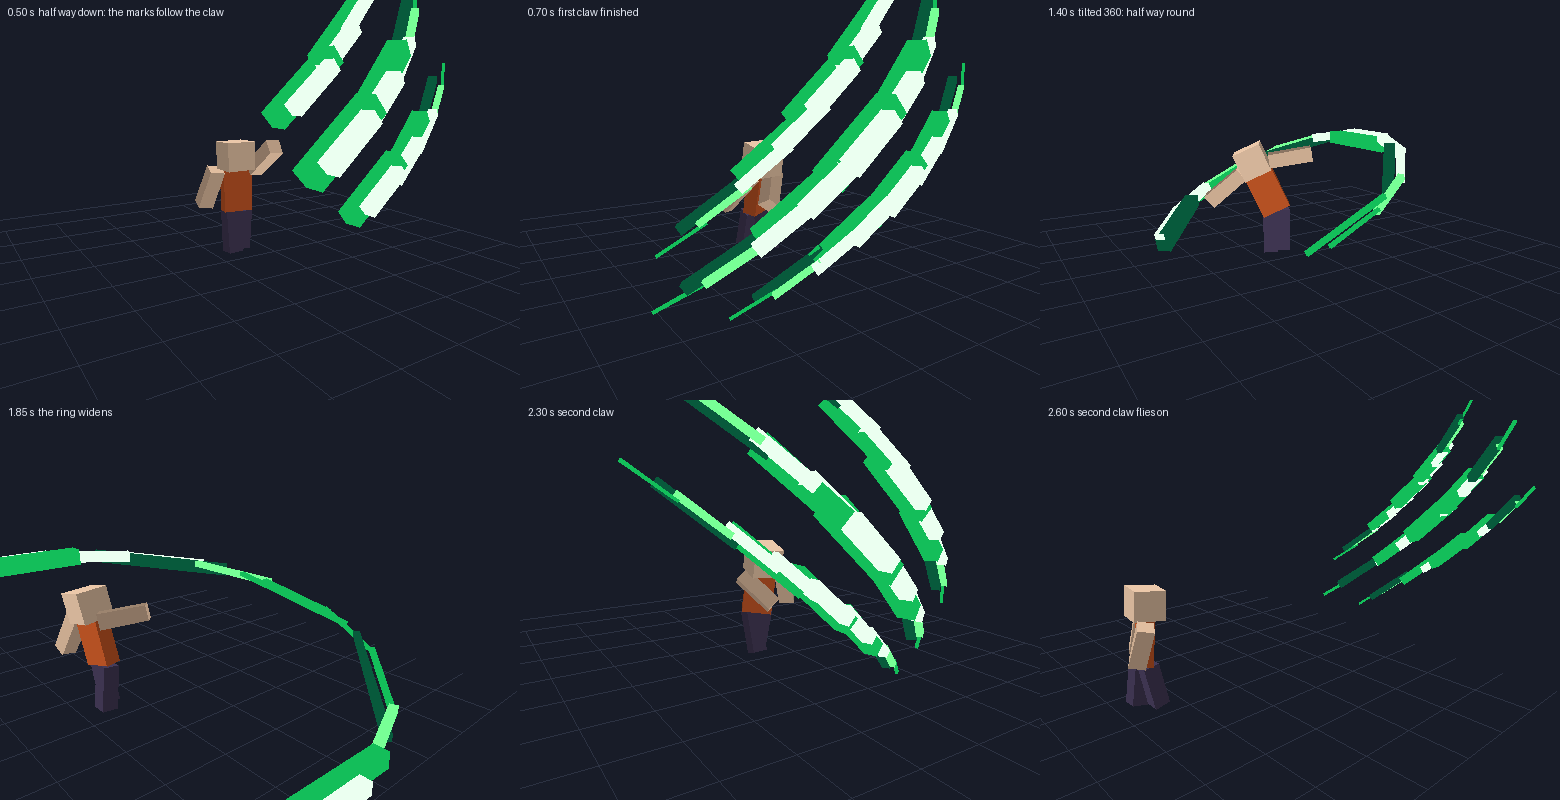 0.50 s half way down: the marks follow the claw
0.70 s first claw finished
1.40 s tilted 360: half way round
1.85 s the ring widens
2.30 s second claw
2.60 s second claw flies on